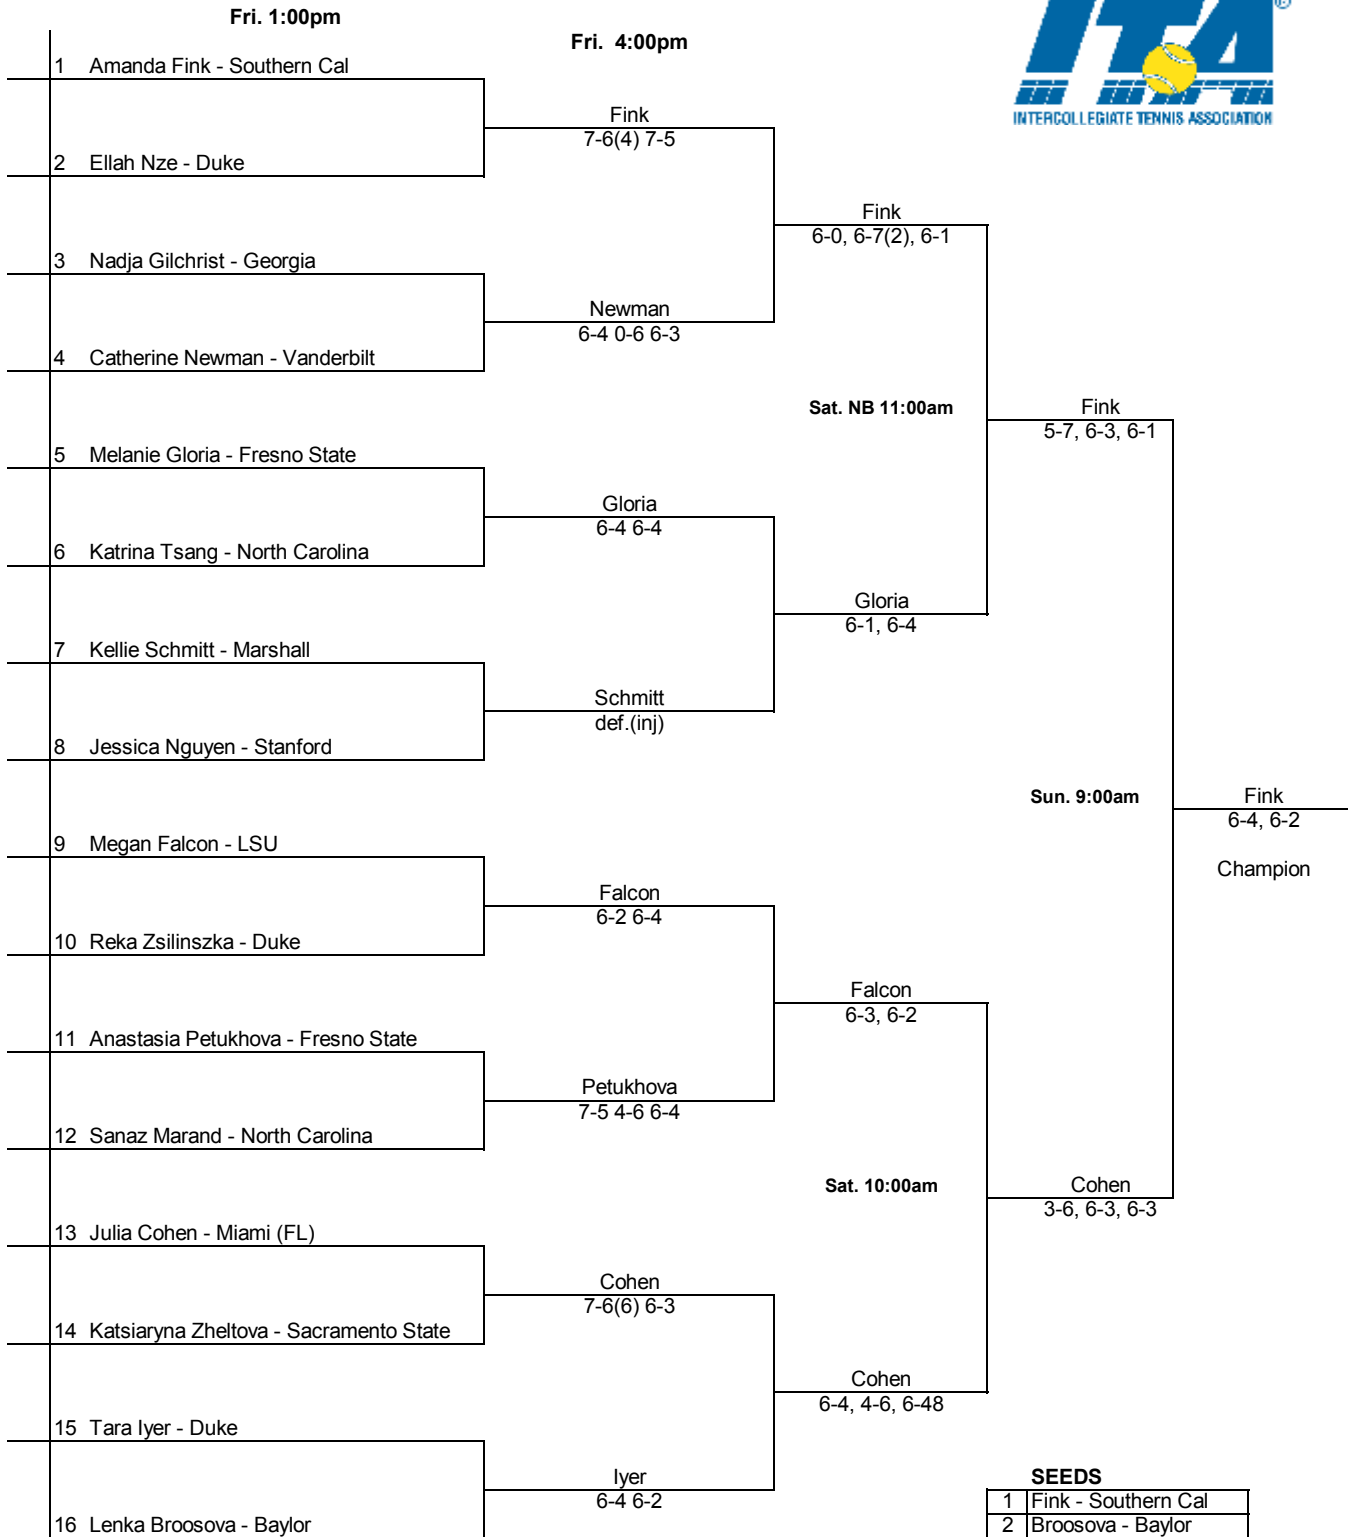 Fri. 1:00pm
Fri. 4:00pm
ITA
®
INTERCOLLEGIATE TENNIS ASSOCIATION
1 Amanda Fink - Southern Cal
Fink
7-6(4) 7-5
2 Ellah Nze - Duke
Fink
6-0, 6-7(2), 6-1
3 Nadja Gilchrist - Georgia
Newman
6-4 0-6 6-3
4 Catherine Newman - Vanderbilt
Sat. NB 11:00am
Fink
5-7, 6-3, 6-1
5 Melanie Gloria - Fresno State
Gloria
6-4 6-4
6 Katrina Tsang - North Carolina
Gloria
6-1, 6-4
7 Kellie Schmitt - Marshall
Schmitt
def.(inj)
8 Jessica Nguyen - Stanford
Sun. 9:00am
Fink
6-4, 6-2
Champion
9 Megan Falcon - LSU
Falcon
6-2 6-4
10 Reka Zsilinszka - Duke
Falcon
6-3, 6-2
11 Anastasia Petukhova - Fresno State
Petukhova
7-5 4-6 6-4
12 Sanaz Marand - North Carolina
Sat. 10:00am
Cohen
3-6, 6-3, 6-3
13 Julia Cohen - Miami (FL)
Cohen
7-6(6) 6-3
14 Katsiaryna Zheltova - Sacramento State
Cohen
6-4, 4-6, 6-48
15 Tara Iyer - Duke
Iyer
6-4 6-2
16 Lenka Broosova - Baylor
SEEDS
1 Fink - Southern Cal
2 Broosova - Baylor